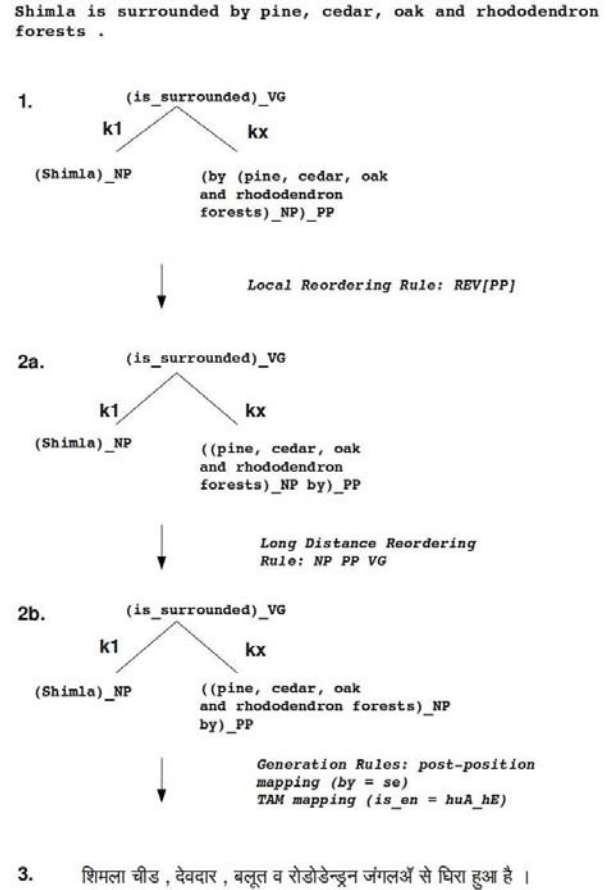 Shimla is surrounded by pine, cedar, oak and rhododendron
forests .
1.
(is_surrounded)_VG
k1
kx
(Shimla)_NP
(by (pine, cedar, oak
and rhododendron
forests)_NP)_PP
Local Reordering Rule: REV[PP]
2a.
(is_surrounded)_VG
k1
kx
(Shimla)_NP
((pine, cedar, oak
and rhododendron
forests)_NP by)_PP
Long Distance Reordering
Rule: NP PP VG
2b.
(is_surrounded)_VG
k1
kx
(Shimla)_NP
((pine, cedar, oak
and rhododendron forests)_NP
by)_PP
Generation Rules: post-position
mapping (by = se)
TAM mapping (is_en = huA_hE)
3. शिमला चीड , देवदार , बलूत व रोडोडेन्ड्रन जंगलॲ से घिरा हुआ है ।